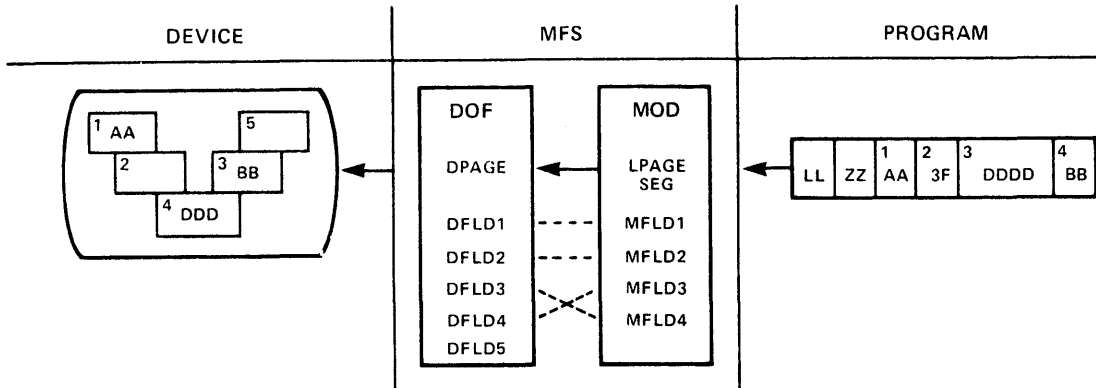 DEVICE
MFS
PROGRAM
1 AA
5
2
3 BB
4 DDD
DOF
DPAGE
DFLD1
DFLD2
DFLD3
DFLD4
DFLD5
MOD
LPAGE
SEG
MFLD1
MFLD2
MFLD3
MFLD4
1 2 3 4
LL ZZ AA 3F DDDD BB